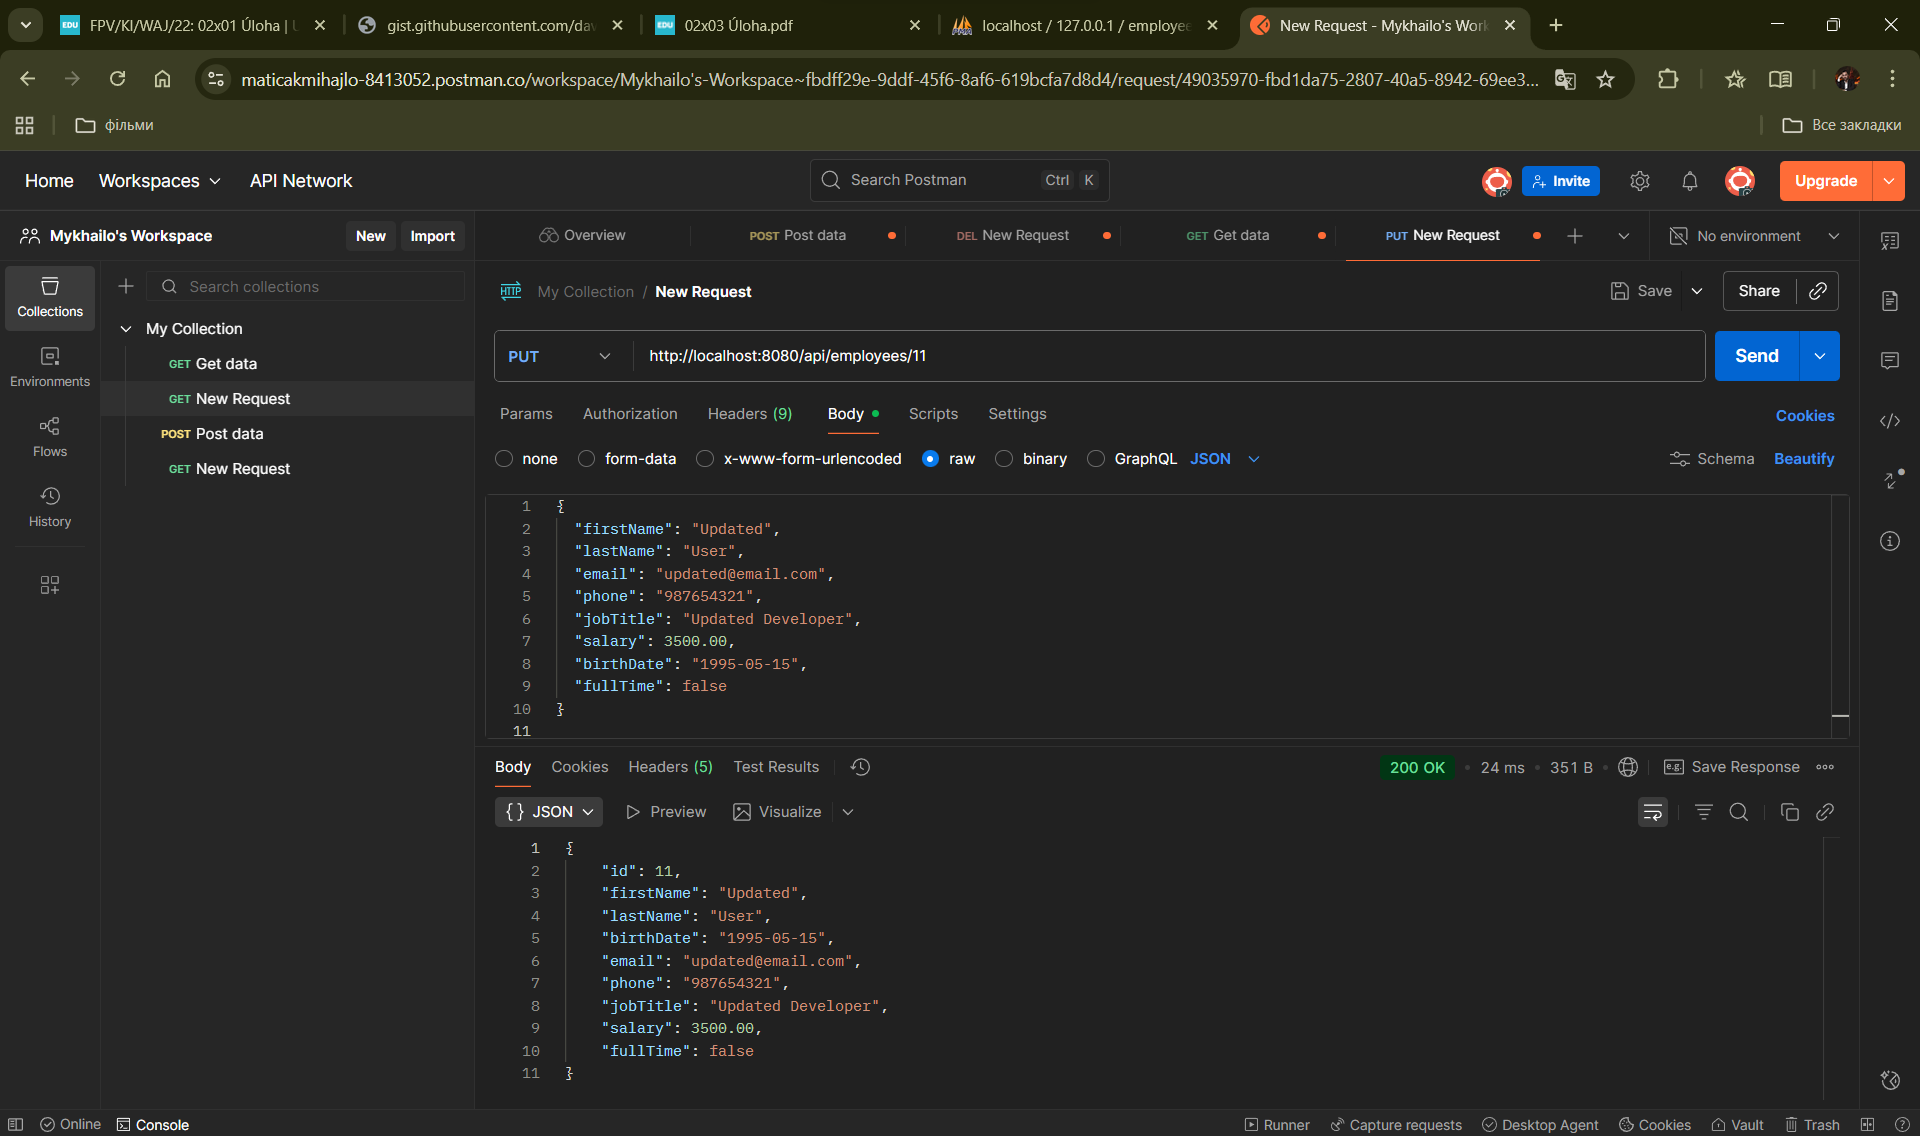 FPV/KI/WAJ/22: 02x01 Úloha |
gist.githubusercontent.com/dav
02x03 Úloha.pdf
localhost / 127.0.0.1 / employee
New Request - Mykhailo's Work
maticakmihajlo-8413052.postman.co/workspace/Mykhailo's-Workspace~fbdff29e-9ddf-45f6-8af6-619bcfa7d8d4/request/49035970-fbd1da75-2807-40a5-8942-69ee3...
фільми
Все закладки
Home Workspaces API Network
Search Postman Ctrl K
Invite
Upgrade
Mykhailo's Workspace New Import
Overview
POST Post data
DEL New Request
GET Get data
PUT New Request
No environment
Collections
Environments
Flows
History
Search collections
My Collection
GET Get data
GET New Request
POST Post data
GET New Request
HTTP My Collection / New Request
Save Share
PUT http://localhost:8080/api/employees/11 Send
Params Authorization Headers (9) Body Scripts Settings Cookies
none form-data x-www-form-urlencoded raw binary GraphQL JSON Schema Beautify
1 {
2 "firstName": "Updated",
3 "lastName": "User",
4 "email": "updated@email.com",
5 "phone": "987654321",
6 "jobTitle": "Updated Developer",
7 "salary": 3500.00,
8 "birthDate": "1995-05-15",
9 "fullTime": false
10 }
11
Body Cookies Headers (5) Test Results 200 OK • 24 ms • 351 B • e.g. Save Response
{} JSON Preview Visualize
1 {
2 "id": 11,
3 "firstName": "Updated",
4 "lastName": "User",
5 "birthDate": "1995-05-15",
6 "email": "updated@email.com",
7 "phone": "987654321",
8 "jobTitle": "Updated Developer",
9 "salary": 3500.00,
10 "fullTime": false
11 }
Online Console Runner Capture requests Desktop Agent Cookies Vault Trash